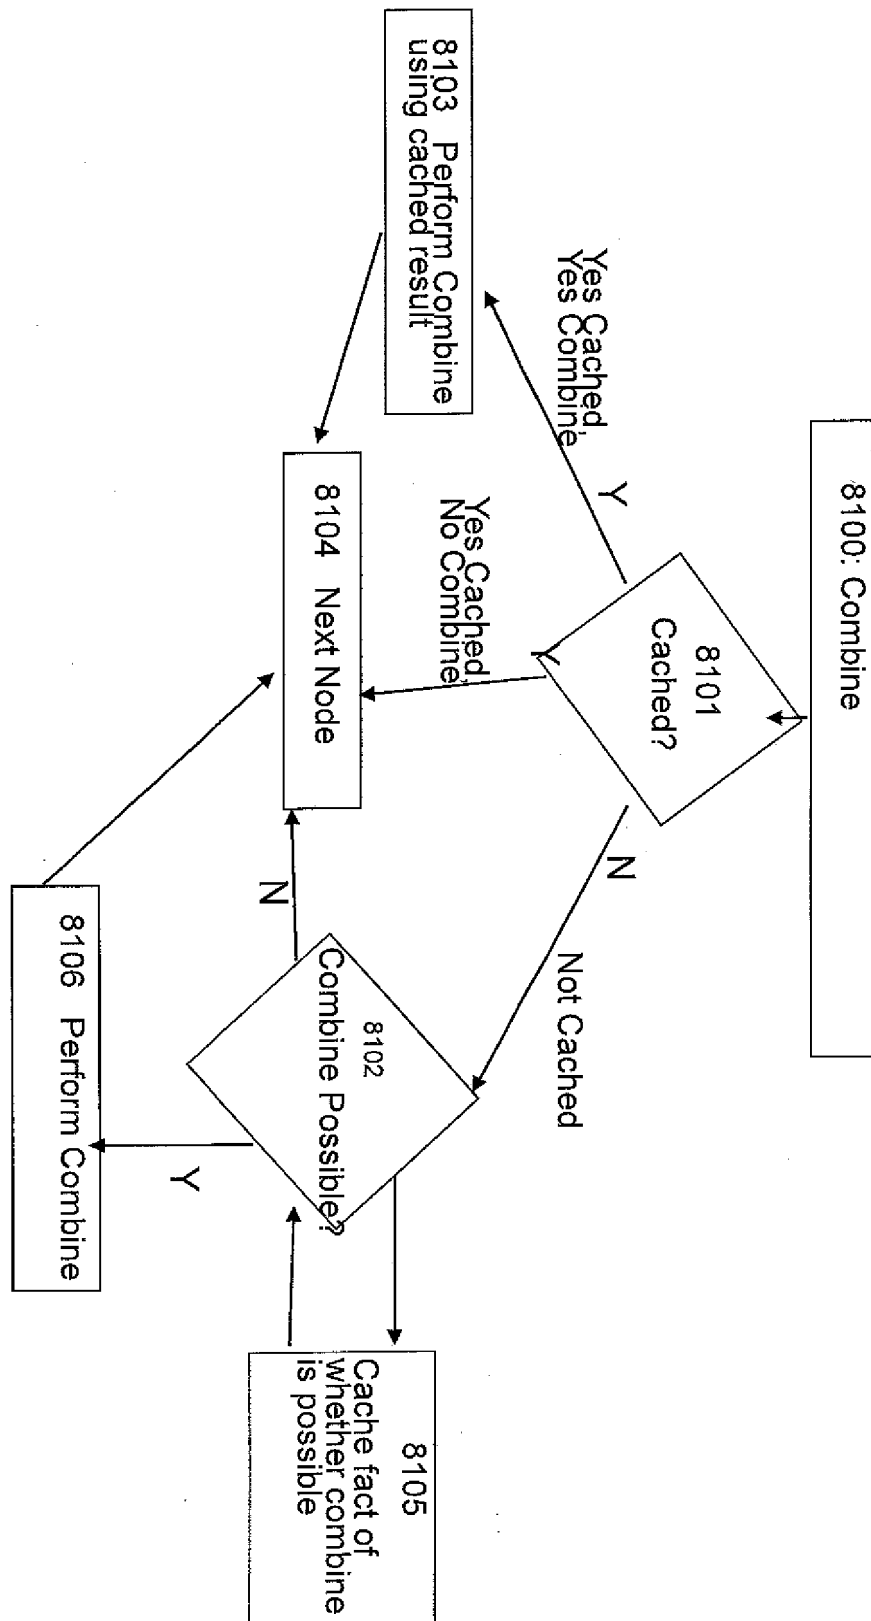 8100: Combine
8101
Cached?
Y
Yes Cached,
Yes Combine
Y
Yes Cached,
No Combine
N
Not Cached
8103 Perform Combine
using cached result
8104 Next Node
N
8102
Combine Possible?
Y
8105
Cache fact of
whether combine
is possible
8106 Perform Combine